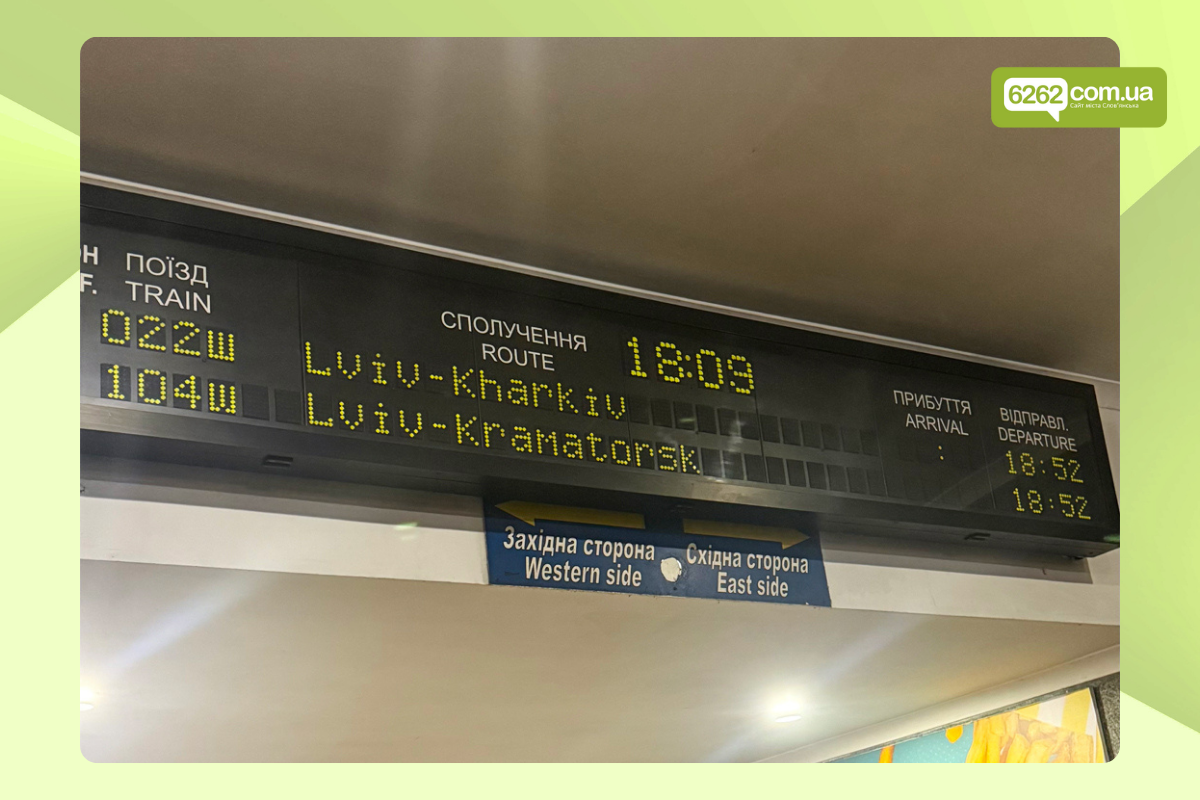 6262 com.ua
Сайт міста Слов'янська
ПОЇЗД
TRAIN
СПОЛУЧЕННЯ
ROUTE
18:09
ПРИБУТТЯ
ARRIVAL
ВІДПРАВЛ.
DEPARTURE
022Ш Lviv-Kharkiv : 18:52
104Ш Lviv-Kramatorsk 18:52
Західна сторона
Western side
Східна сторона
East side